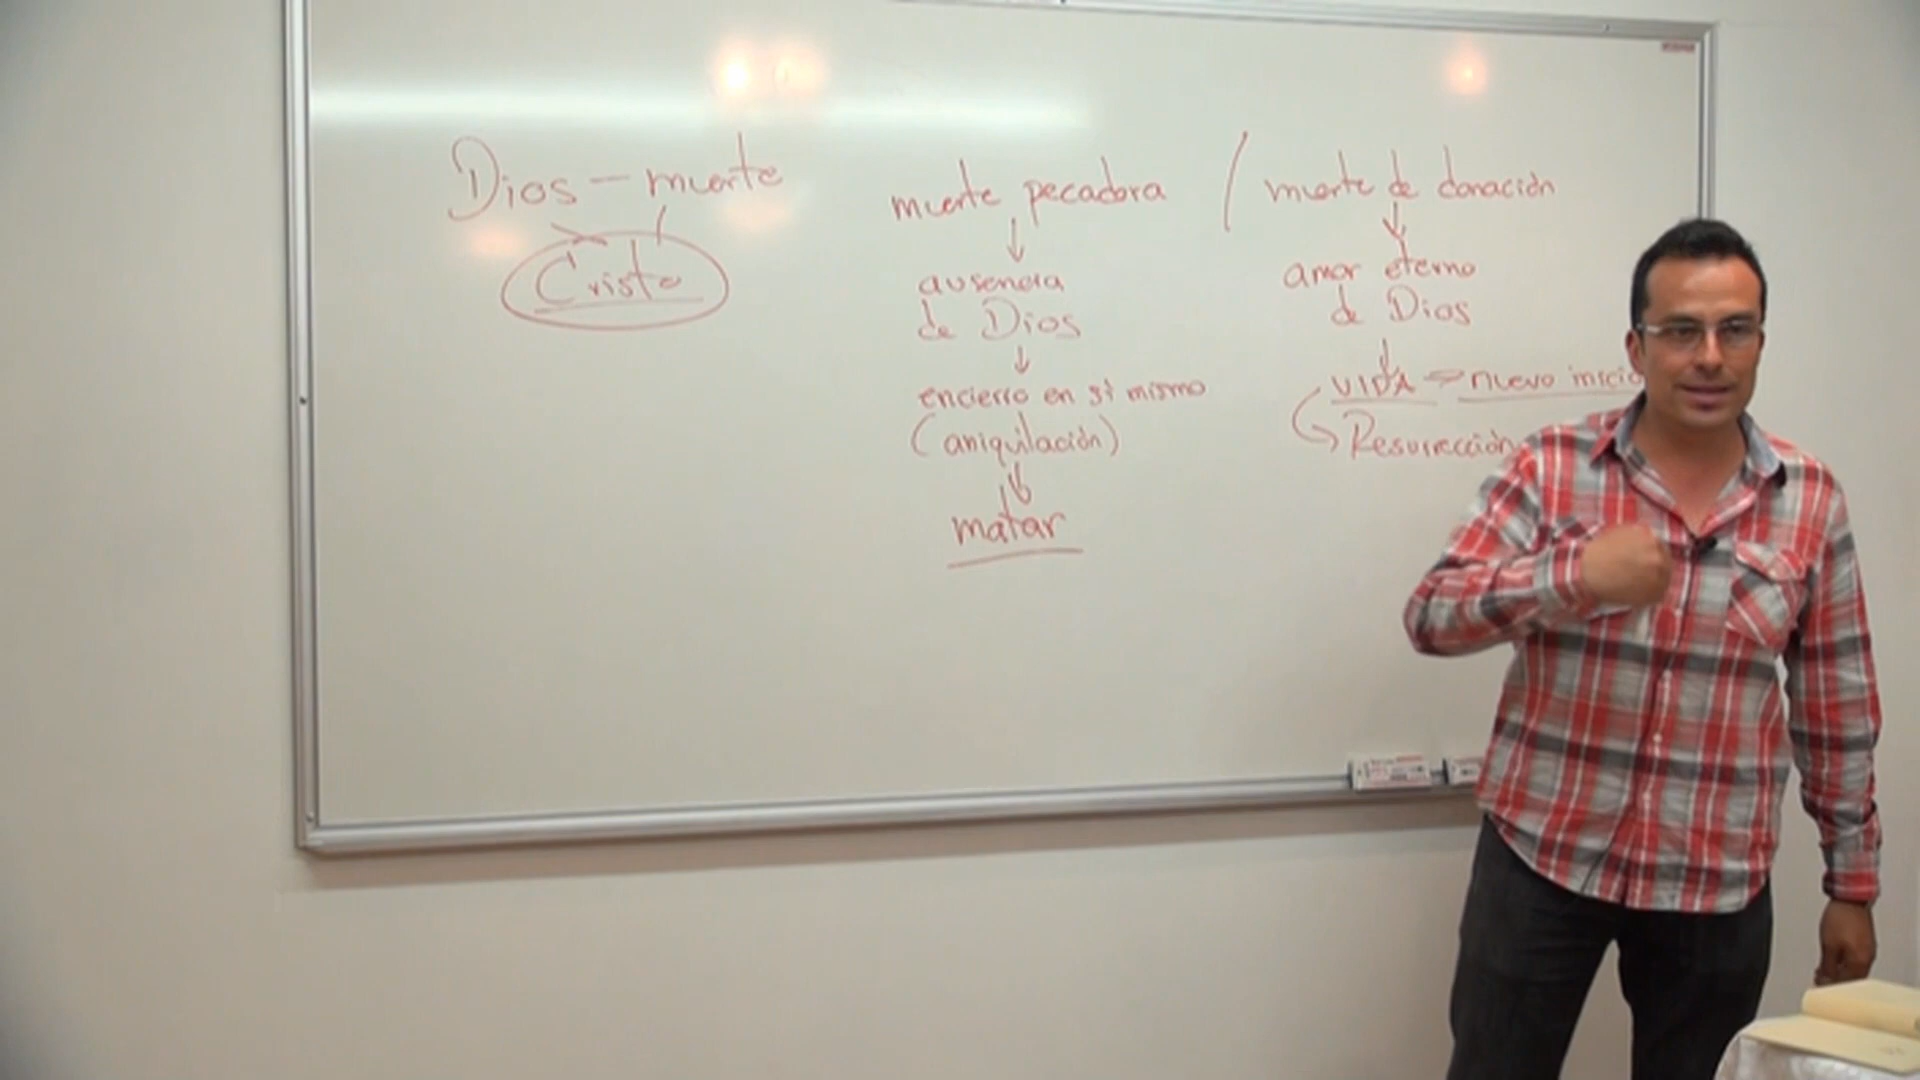 Dios - muerte
Cristo
muerte pecadora / muerte de donación
ausencia
de Dios
encierro en sí mismo
(aniquilación)
matar
amor eterno
de Dios
VIDA nuevo inicio
Resurrección